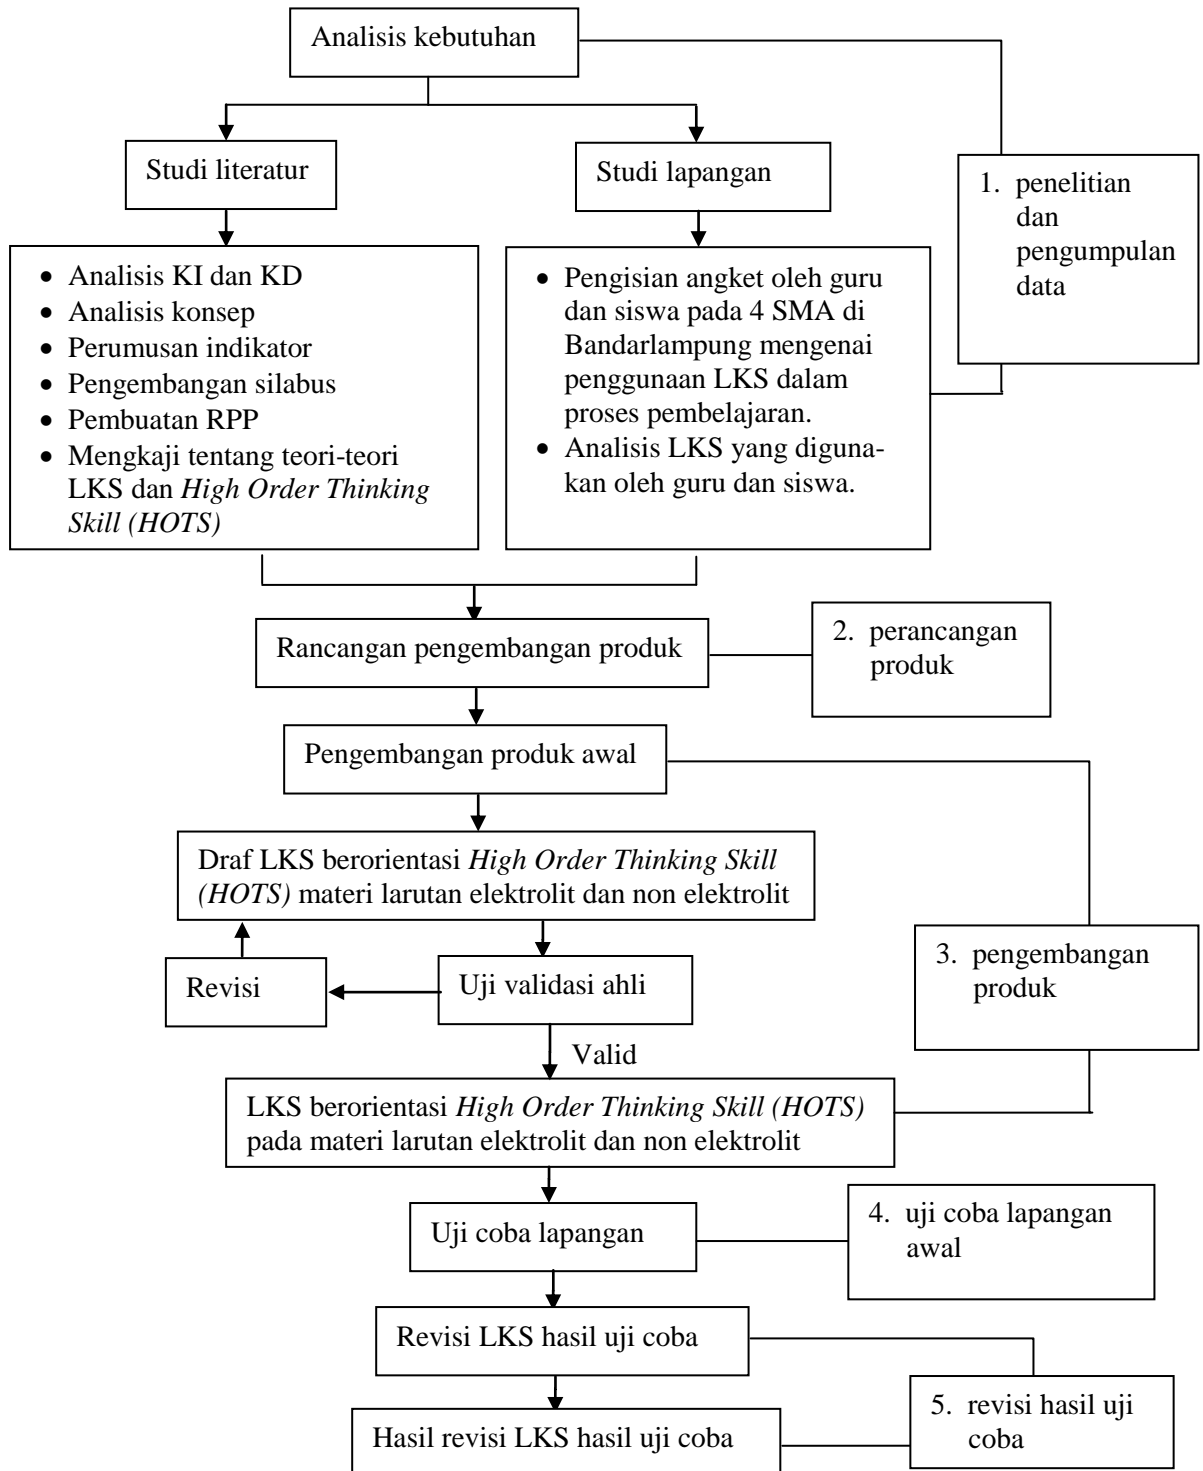 Analisis kebutuhan
Studi literatur
Studi lapangan
1. penelitian
dan
pengumpulan
data
• Analisis KI dan KD
• Analisis konsep
• Perumusan indikator
• Pengembangan silabus
• Pembuatan RPP
• Mengkaji tentang teori-teori
LKS dan High Order Thinking
Skill (HOTS)
• Pengisian angket oleh guru
dan siswa pada 4 SMA di
Bandarlampung mengenai
penggunaan LKS dalam
proses pembelajaran.
• Analisis LKS yang diguna-
kan oleh guru dan siswa.
Rancangan pengembangan produk
2. perancangan
produk
Pengembangan produk awal
Draf LKS berorientasi High Order Thinking Skill
(HOTS) materi larutan elektrolit dan non elektrolit
3. pengembangan
produk
Revisi
Uji validasi ahli
Valid
LKS berorientasi High Order Thinking Skill (HOTS)
pada materi larutan elektrolit dan non elektrolit
Uji coba lapangan
4. uji coba lapangan
awal
Revisi LKS hasil uji coba
5. revisi hasil uji
coba
Hasil revisi LKS hasil uji coba